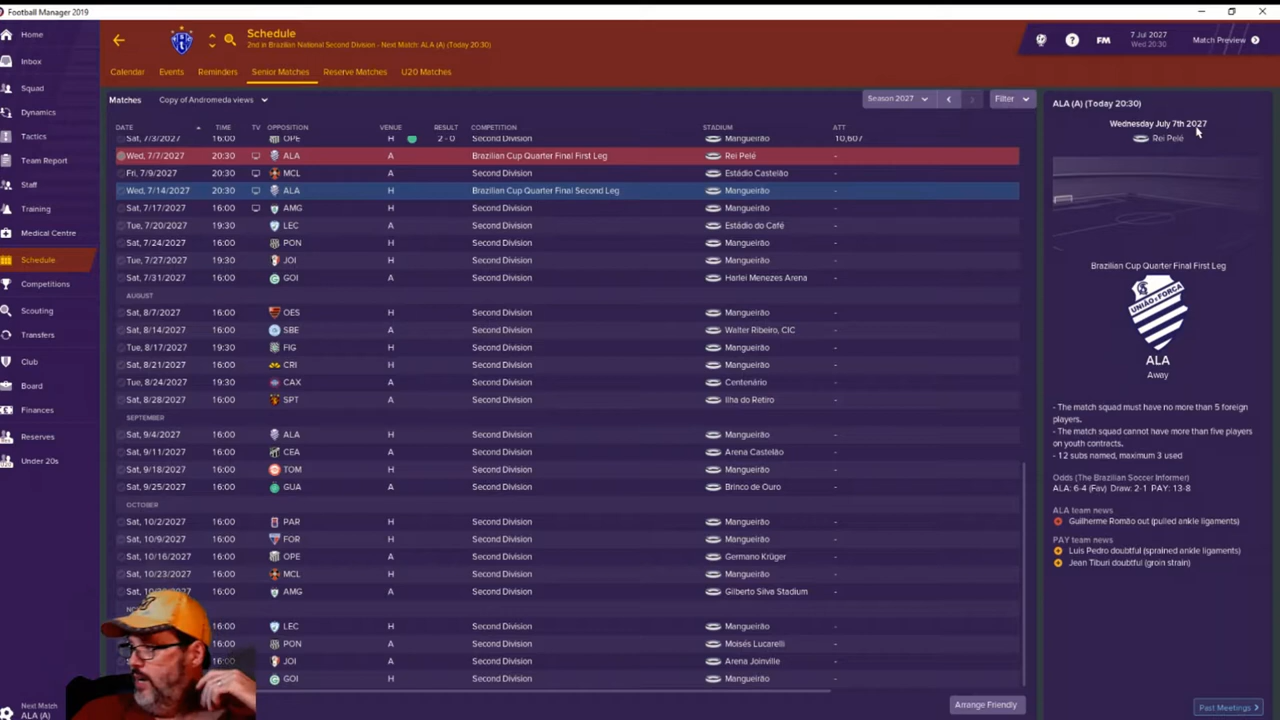 Football Manager 2019
Home
Inbox
Squad
Dynamics
Tactics
Team Report
Staff
Training
Medical Centre
Schedule
Competitions
Scouting
Transfers
Club
Board
Finances
Reserves
Under 20s
Next Match
ALA (A)
Schedule
2nd in Brazilian National Second Division - Next Match: ALA (A) (Today 20:30)
FM
7 Jul 2027
Wed 20:30
Match Preview
Calendar Events Reminders Senior Matches Reserve Matches U20 Matches
Matches Copy of Andromeda views Season 2027 Filter
DATE TIME TV OPPOSITION VENUE RESULT COMPETITION STADIUM ATT
Sat, 7/3/2027 16:00 OPE H 2 - 0 Second Division Mangueirão 10,607
Wed, 7/7/2027 20:30 ALA A Brazilian Cup Quarter Final First Leg Rei Pelé -
Fri, 7/9/2027 20:30 MCL A Second Division Estádio Castelão -
Wed, 7/14/2027 20:30 ALA H Brazilian Cup Quarter Final Second Leg Mangueirão -
Sat, 7/17/2027 16:00 AMG H Second Division Mangueirão -
Tue, 7/20/2027 19:30 LEC A Second Division Estádio do Café -
Sat, 7/24/2027 16:00 PON H Second Division Mangueirão -
Tue, 7/27/2027 19:30 JOI H Second Division Mangueirão -
Sat, 7/31/2027 16:00 GOI A Second Division Hailei Menezes Arena -
AUGUST
Sat, 8/7/2027 16:00 OES H Second Division Mangueirão -
Sat, 8/14/2027 16:00 SBE A Second Division Walter Ribeiro, CIC -
Tue, 8/17/2027 19:30 FIG H Second Division Mangueirão -
Sat, 8/21/2027 16:00 CRI H Second Division Mangueirão -
Tue, 8/24/2027 19:30 CAX A Second Division Centenário -
Sat, 8/28/2027 16:00 SPT A Second Division Ilha do Retiro -
SEPTEMBER
Sat, 9/4/2027 16:00 ALA H Second Division Mangueirão -
Sat, 9/11/2027 16:00 CEA A Second Division Arena Castelão -
Sat, 9/18/2027 16:00 TOM H Second Division Mangueirão -
Sat, 9/25/2027 16:00 GUA A Second Division Brinco de Ouro -
OCTOBER
Sat, 10/2/2027 16:00 PAR H Second Division Mangueirão -
Sat, 10/9/2027 16:00 FOR H Second Division Mangueirão -
Sat, 10/16/2027 16:00 OPE A Second Division Germano Krüger -
Sat, 10/23/2027 16:00 MCL H Second Division Mangueirão -
Sat, 16:00 AMG A Second Division Gilberto Silva Stadium -
16:00 LEC H Second Division Mangueirão -
16:00 PON A Second Division Moisés Lucarelli -
16:00 JOI A Second Division Arena Joinville -
16:00 GOI H Second Division Mangueirão -
Arrange Friendly
ALA (A) (Today 20:30)
Wednesday July 7th 2027
Rei Pelé
Brazilian Cup Quarter Final First Leg
UNIÃO E FORÇA
ALA
Away
- The match squad must have no more than 5 foreign
players.
- The match squad cannot have more than five players
on youth contracts.
- 12 subs named, maximum 3 used
Odds (The Brazilian Soccer Informer)
ALA: 6-4 (Fav) Draw: 2-1 PAY: 13-8
ALA team news
Guilherme Romão out (pulled ankle ligaments)
PAY team news
Luis Pedro doubtful (sprained ankle ligaments)
Jean Tiburi doubtful (groin strain)
Past Meetings